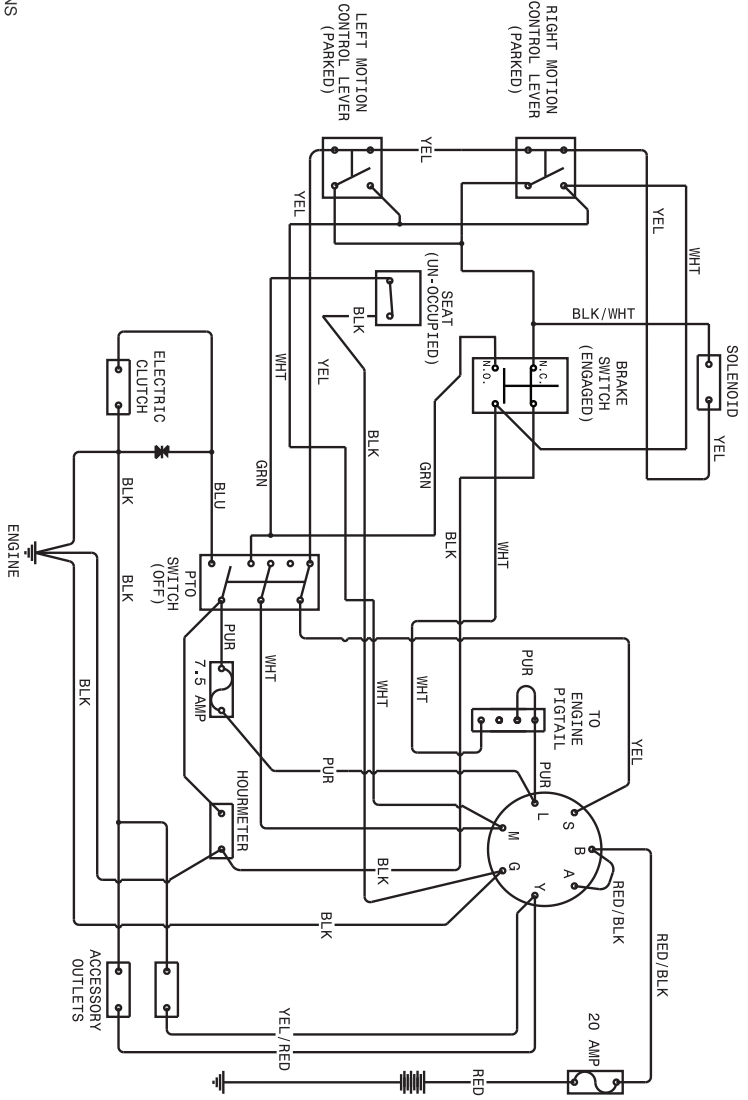 NS
RIGHT MOTION
CONTROL LEVER
(PARKED)
LEFT MOTION
CONTROL LEVER
(PARKED)
YEL
YEL
YEL
WHT
SEAT
(UN-OCCUPIED)
BLK
BLK/WHT
SOLENOID
YEL
BRAKE
SWITCH
(ENGAGED)
N.C.
N.O.
ELECTRIC
CLUTCH
WHT
YEL
BLK
GRN
GRN
BLK
WHT
BLU
BLK
BLK
ENGINE
PTO
SWITCH
(OFF)
PUR
7.5 AMP
WHT
WHT
WHT
PUR
TO
ENGINE
PIGTAIL
YEL
BLK
PUR
PUR
HOURMETER
L
S
B
A
Y
G
M
BLK
RED/BLK
RED/BLK
BLK
ACCESSORY
OUTLETS
YEL/RED
20 AMP
RED